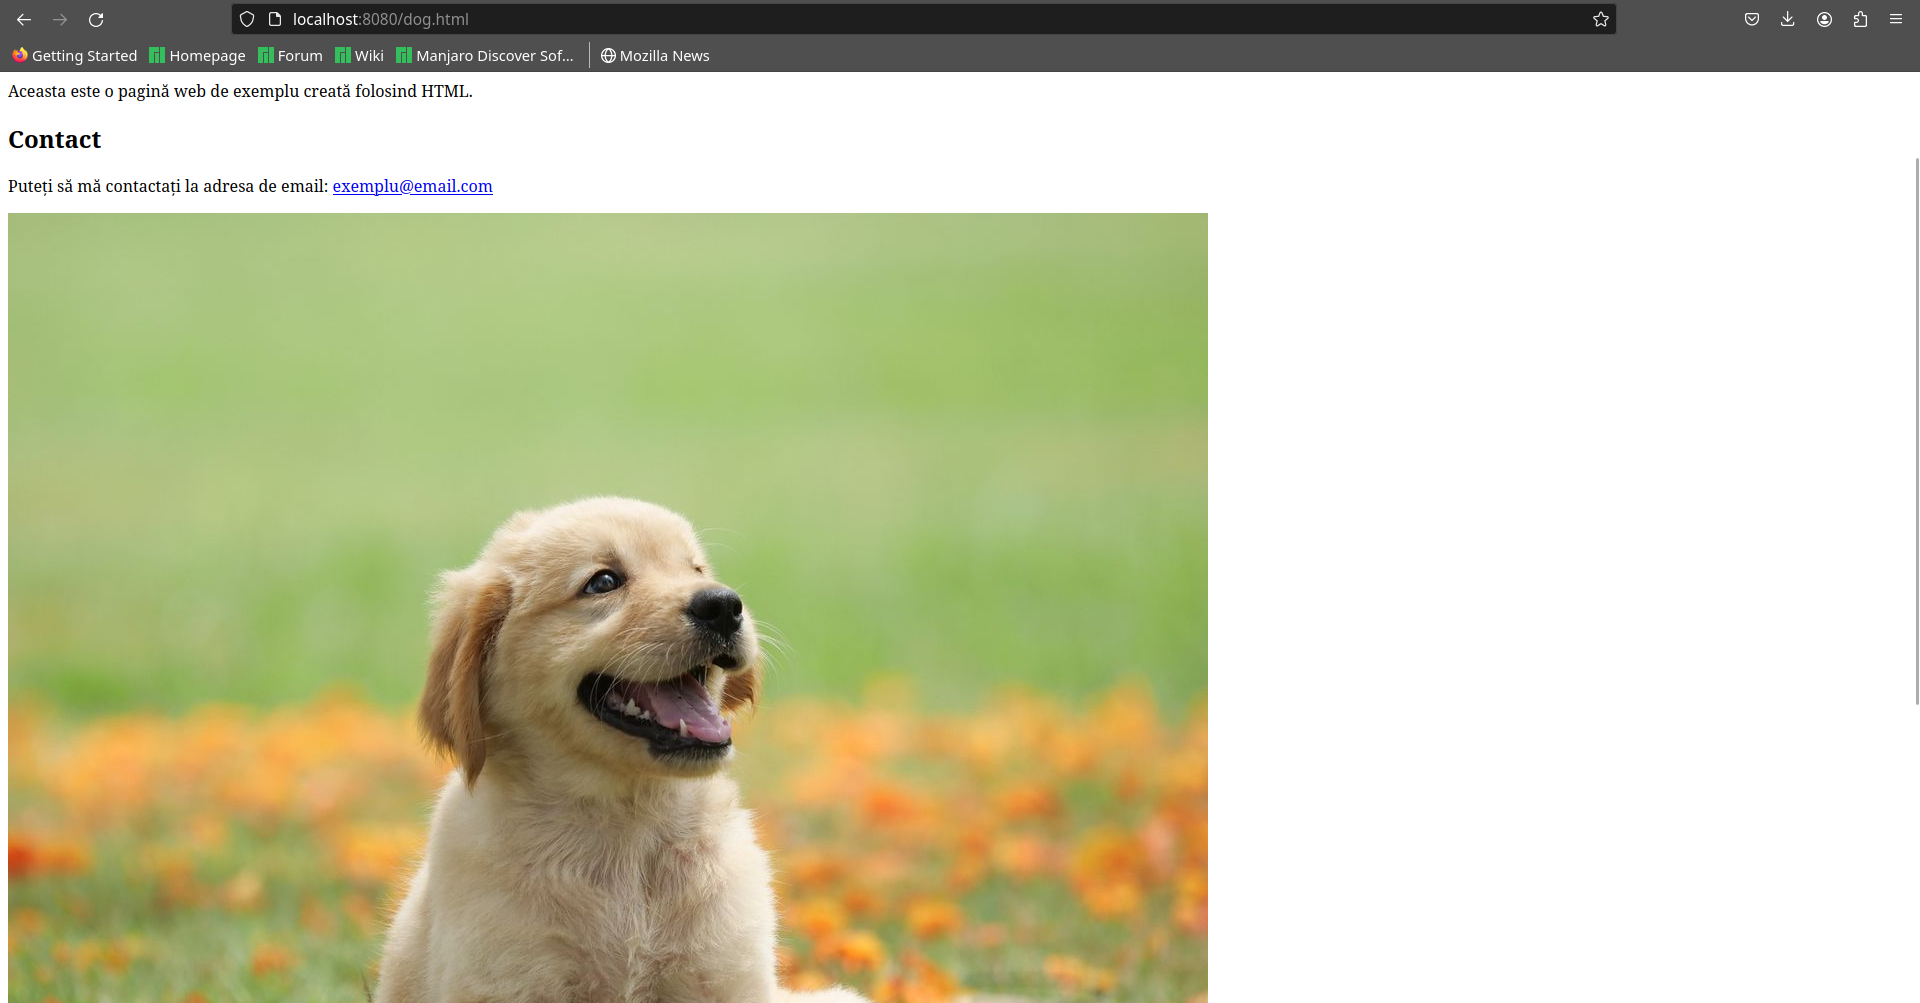 localhost:8080/dog.html
Getting Started Homepage Forum Wiki Manjaro Discover Sof... Mozilla News
Aceasta este o pagină web de exemplu creată folosind HTML.
Contact
Puteți să mă contactați la adresa de email: exemplu@email.com